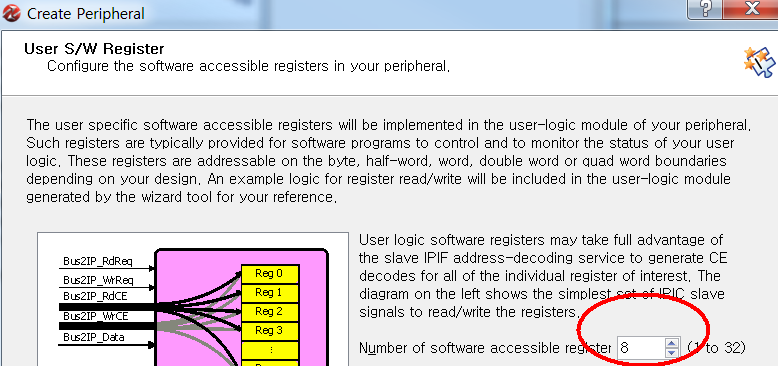 Create Peripheral
?
X
User S/W Register
Configure the software accessible registers in your peripheral.
The user specific software accessible registers will be implemented in the user-logic module of your peripheral.
Such registers are typically provided for software programs to control and to monitor the status of your user
logic. These registers are addressable on the byte, half-word, word, double word or quad word boundaries
depending on your design. An example logic for register read/write will be included in the user-logic module
generated by the wizard tool for your reference.
Bus2IP_RdReq
Bus2IP_WrReq
Bus2IP_RdCE
Bus2IP_WrCE
Bus2IP_Data
Reg 0
Reg 1
Reg 2
Reg 3
⋮
User logic software registers may take full advantage of
the slave IPIF address-decoding service to generate CE
decodes for all of the individual register of interest. The
diagram on the left shows the simplest set of IPIC slave
signals to read/write the registers.
Number of software accessible register 8 (1 to 32)